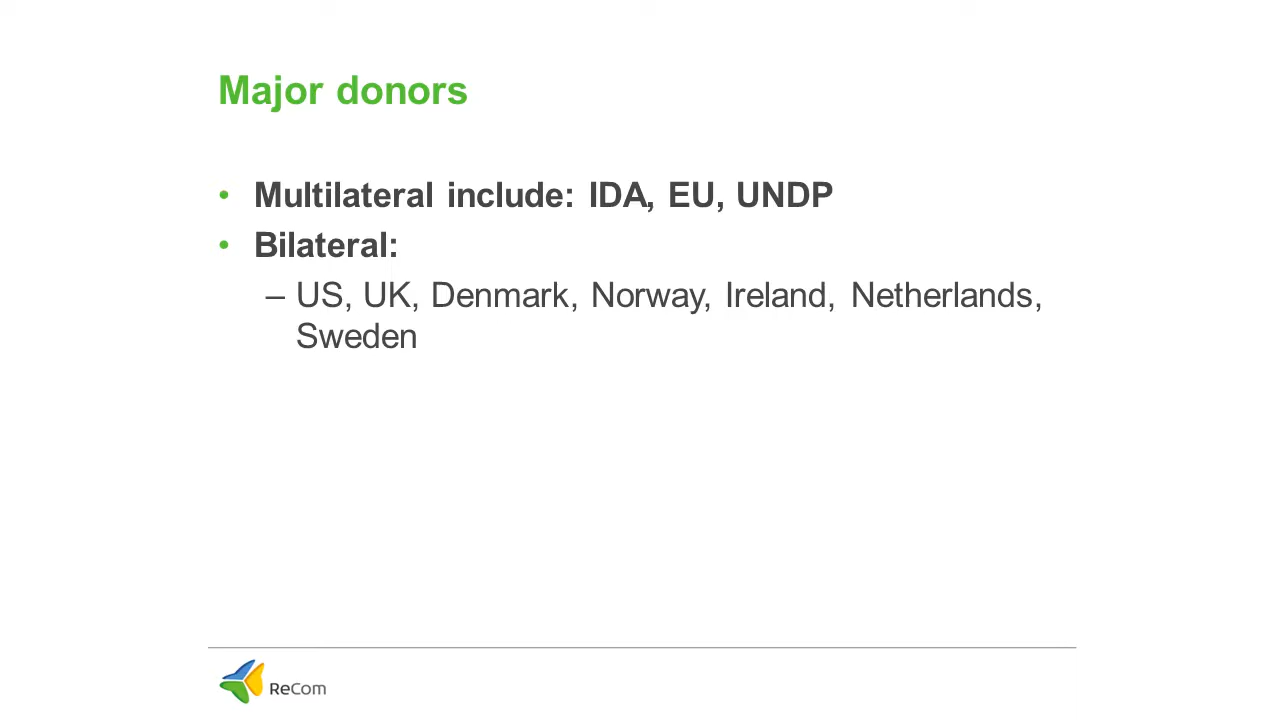 Major donors
• Multilateral include: IDA, EU, UNDP
• Bilateral:
– US, UK, Denmark, Norway, Ireland, Netherlands,
Sweden
ReCom